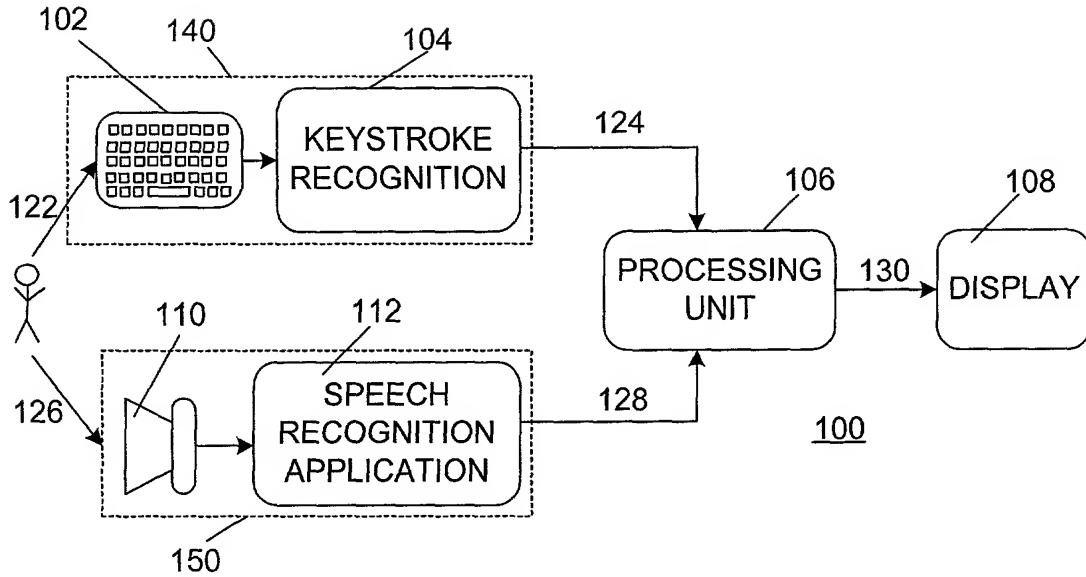 102
140
104
KEYSTROKE
RECOGNITION
124
106
108
122
PROCESSING
UNIT
130
DISPLAY
110
112
126
SPEECH
RECOGNITION
APPLICATION
128
100
150